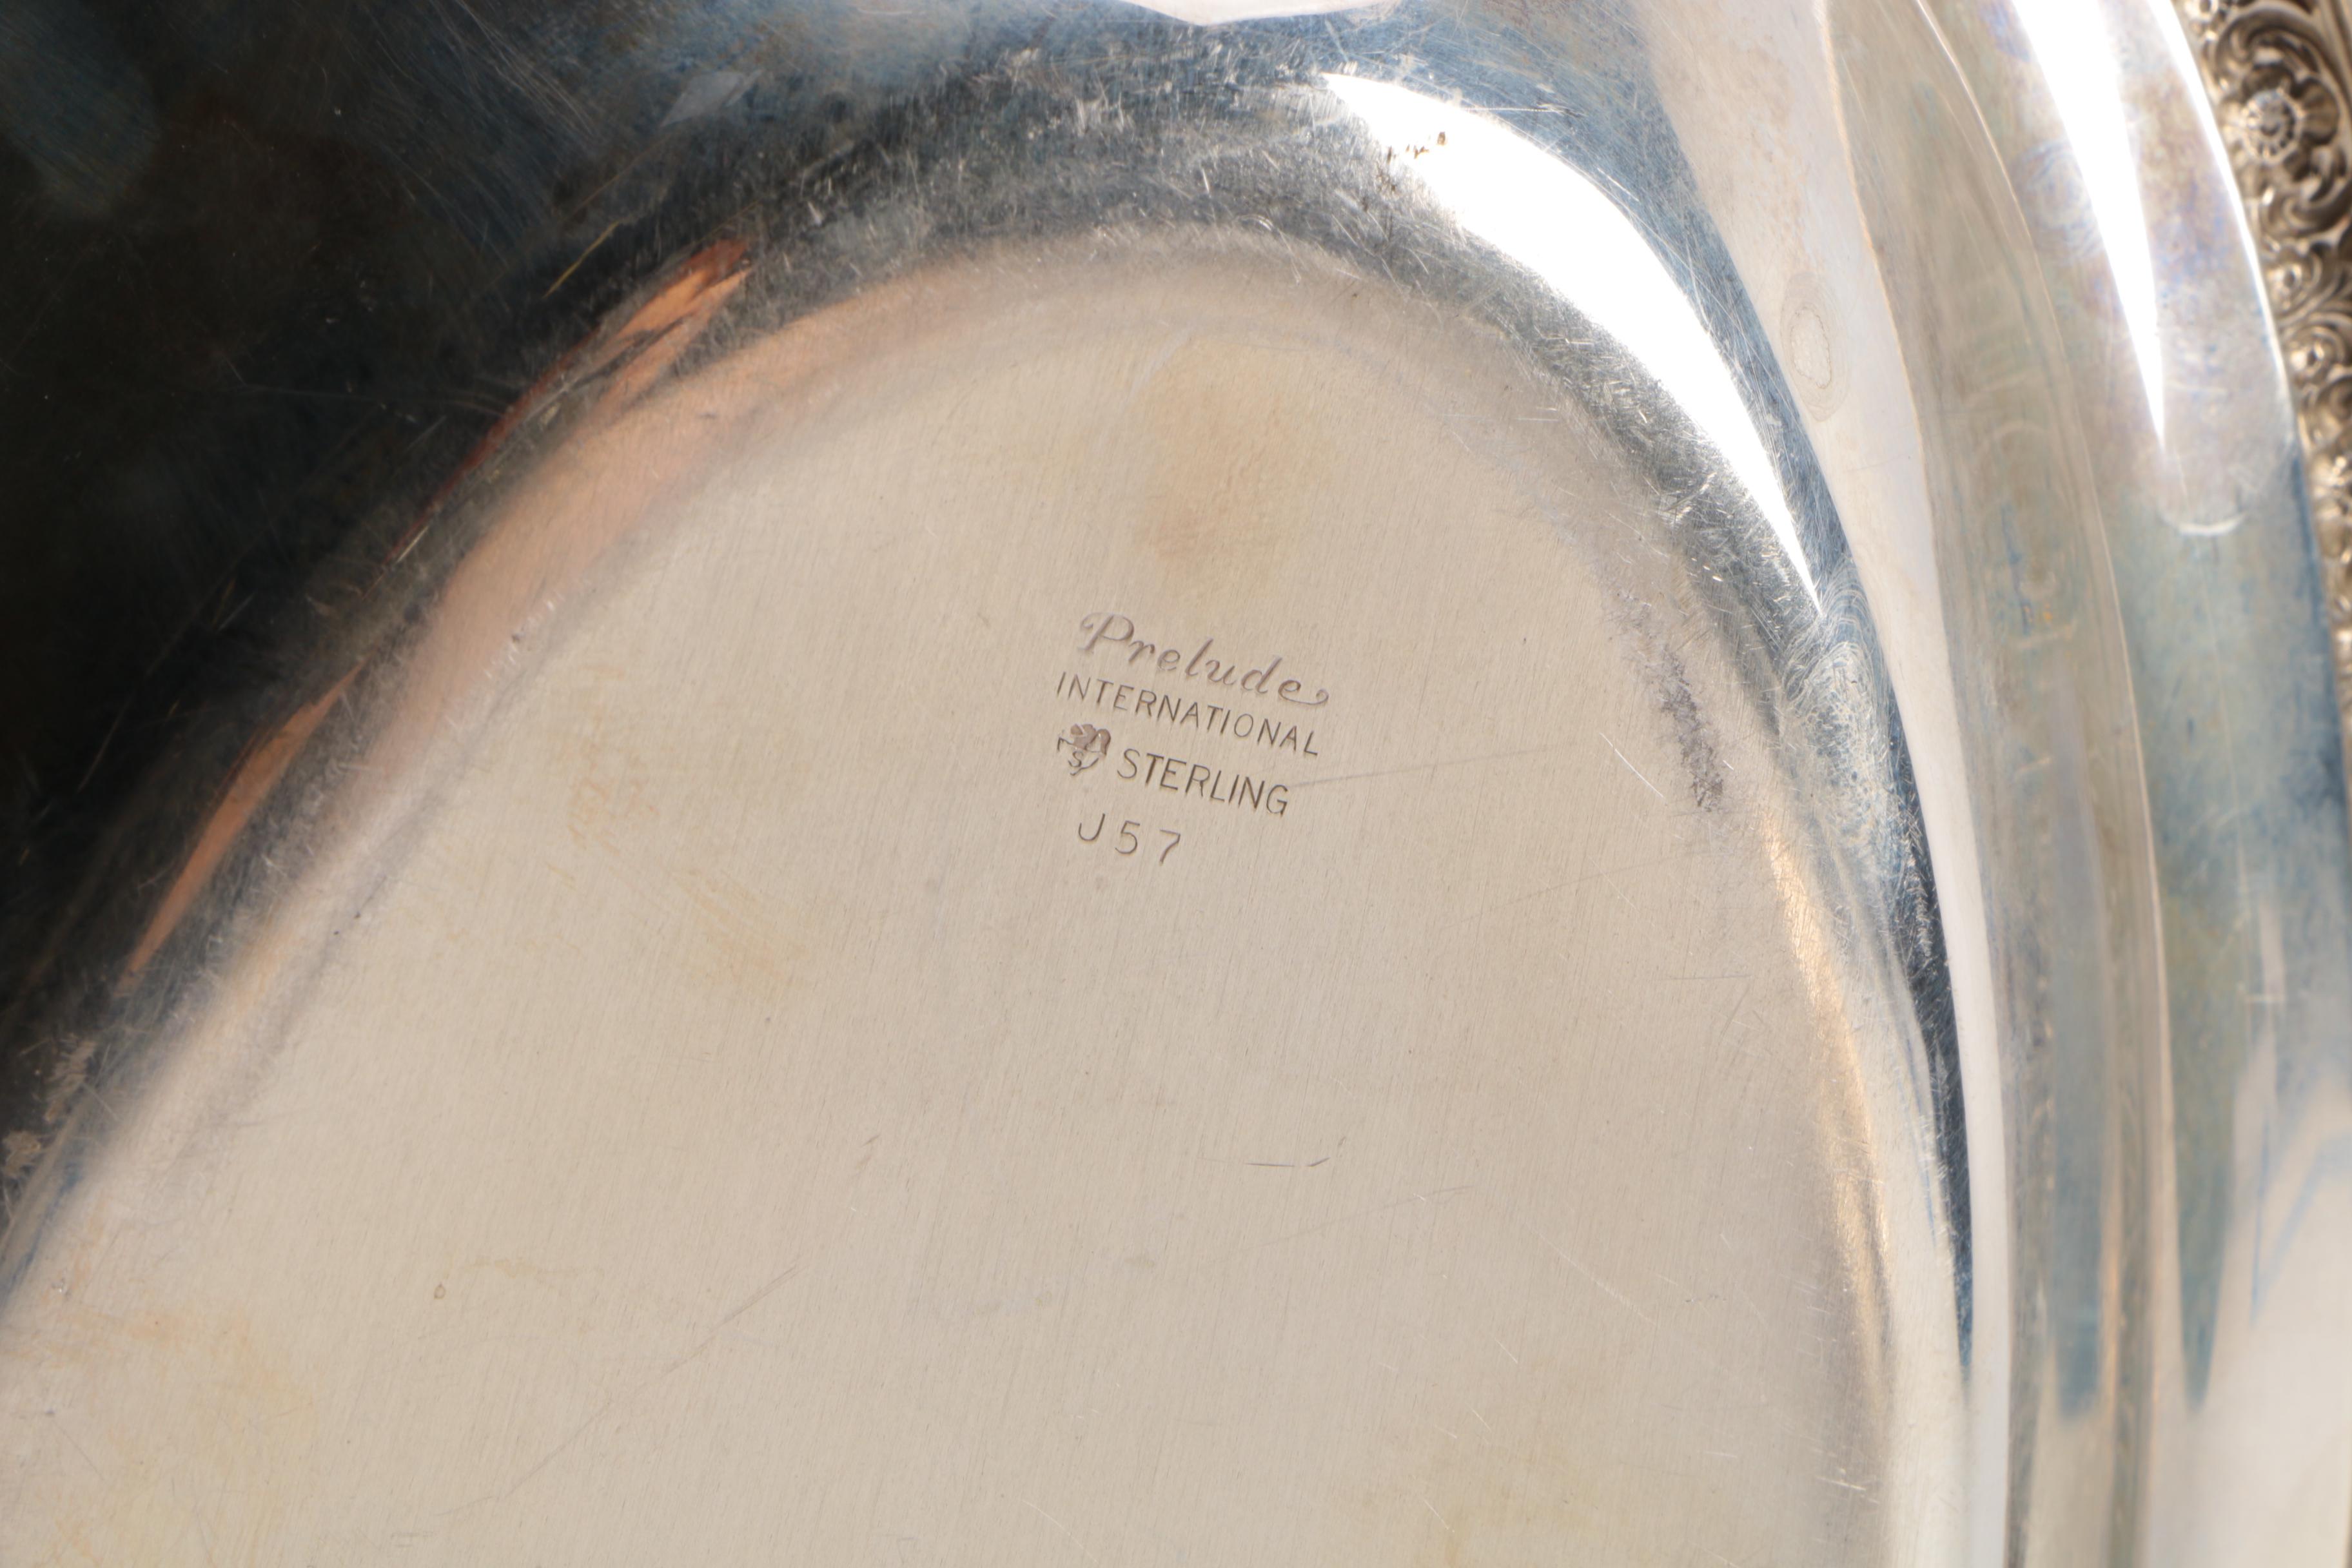 Prelude
INTERNATIONAL
S STERLING
J57